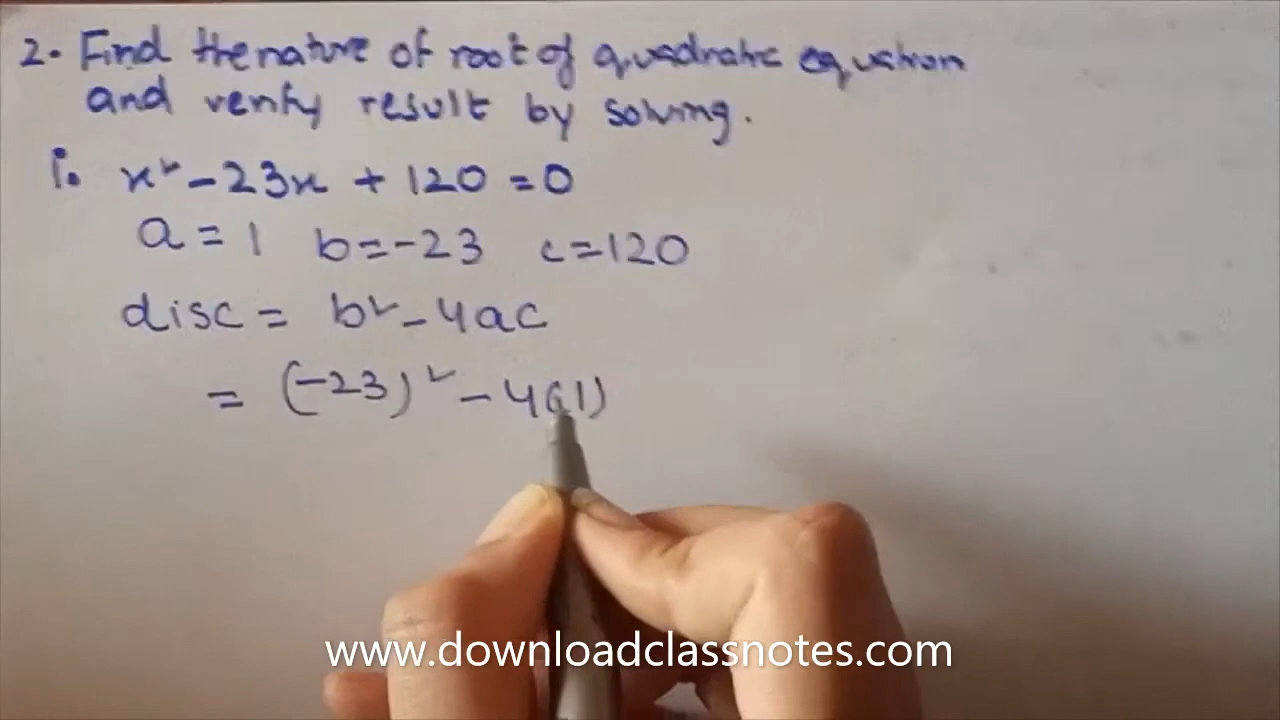 2. Find the nature of root of quadratic equation
and verify result by solving.
i. x² - 23x + 120 = 0
a = 1 b = -23 c = 120
disc = b² - 4ac
= (-23)² - 4(1)
www.downloadclassnotes.com